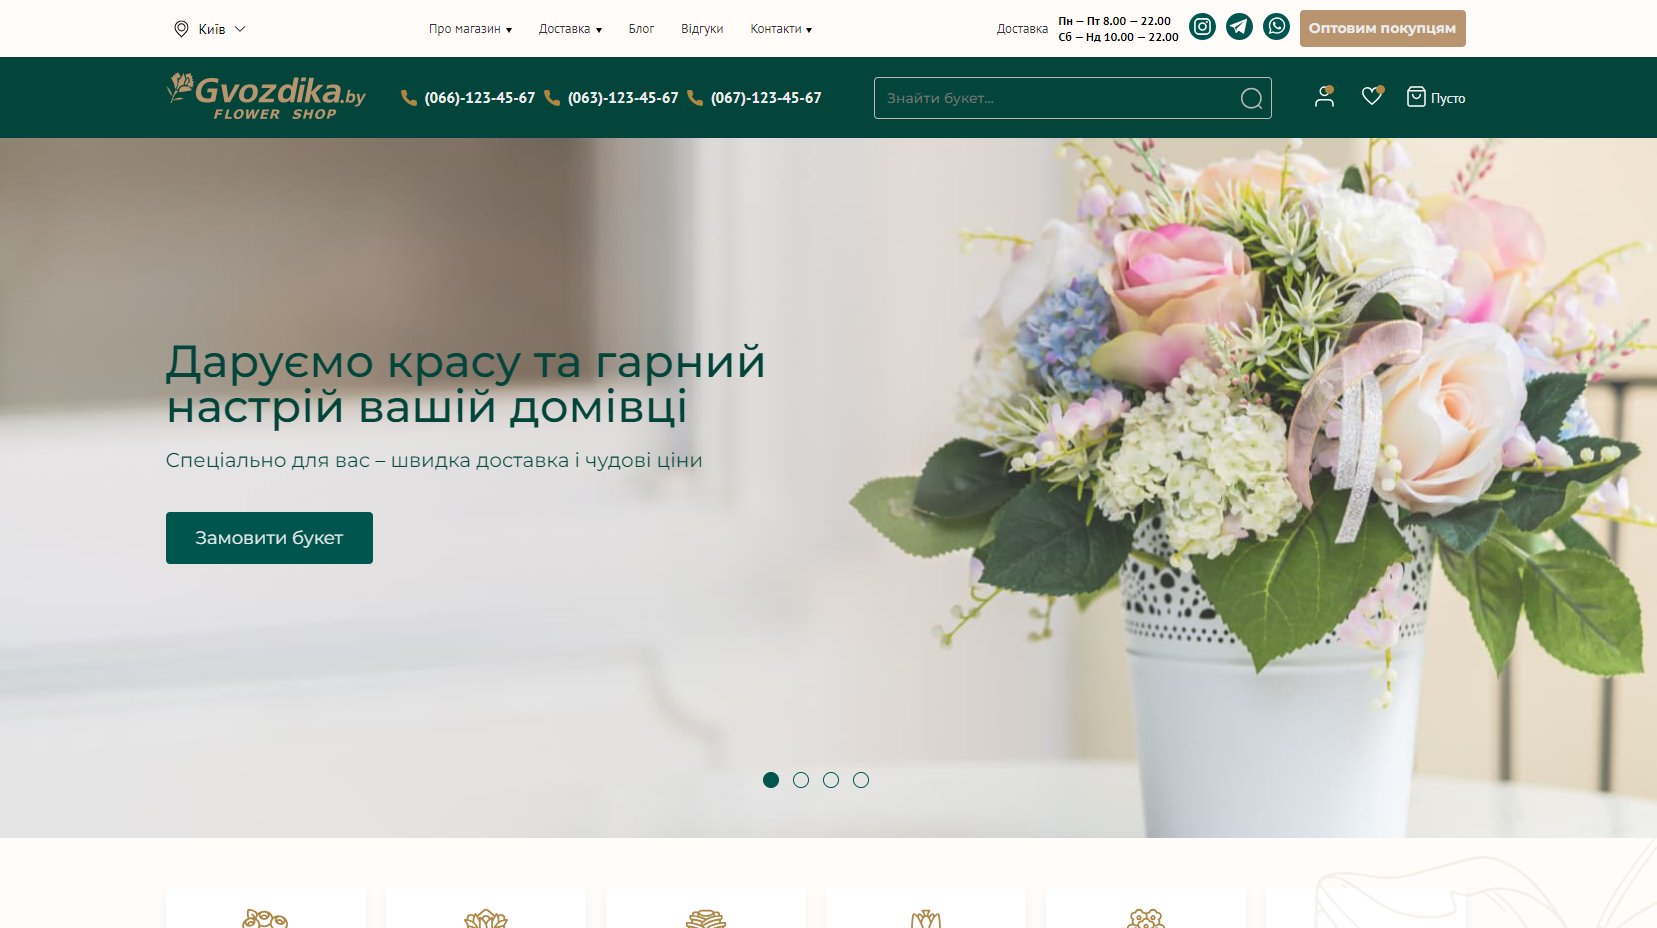 Київ
Про магазин
Доставка
Блог
Відгуки
Контакти
Доставка
Пн – Пт 8.00 – 22.00
Сб – Нд 10.00 – 22.00
Оптовим покупцям
Gvozdika.by
FLOWER SHOP
(066)-123-45-67
(063)-123-45-67
(067)-123-45-67
Знайти букет...
Пусто
Даруємо красу та гарний
настрій вашій домівці
Спеціально для вас – швидка доставка і чудові ціни
Замовити букет